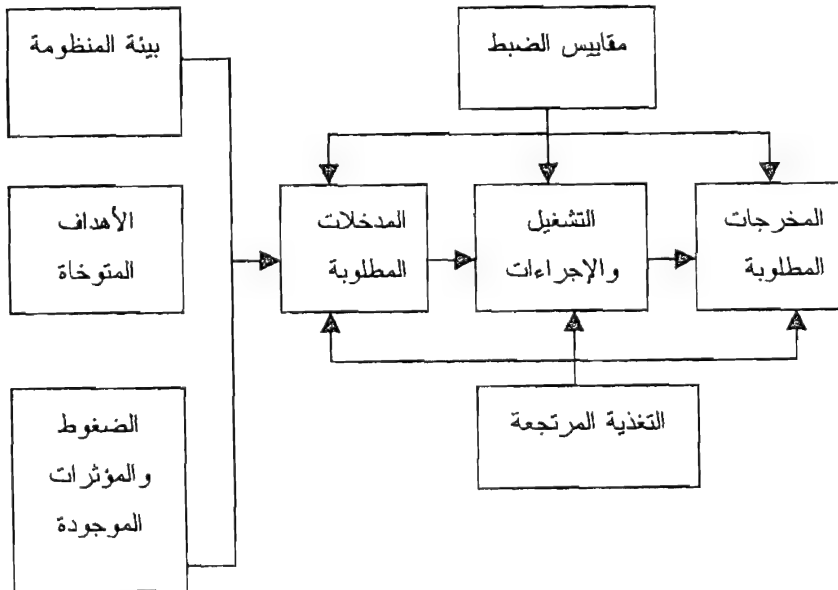 بيئة المنظومة
مقاييس الضبط
الأهداف
المتوخاة
المدخلات
المطلوبة
التشغيل
والإجراءات
المخرجات
المطلوبة
الضغوط
والمؤثرات
الموجودة
التغذية المرتجعة